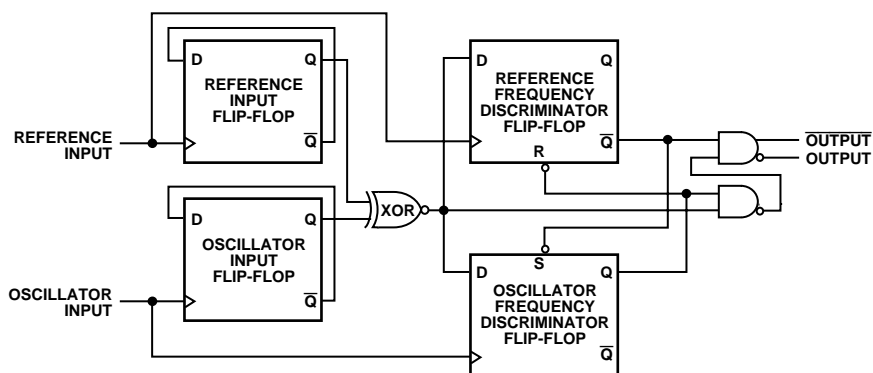 D
Q
REFERENCE
INPUT
FLIP-FLOP
Q̅
REFERENCE
INPUT
D
Q
OSCILLATOR
INPUT
FLIP-FLOP
Q̅
OSCILLATOR
INPUT
XOR
D
Q
REFERENCE
FREQUENCY
DISCRIMINATOR
FLIP-FLOP
Q̅
R
S
D
Q
OSCILLATOR
FREQUENCY
DISCRIMINATOR
FLIP-FLOP
Q̅
O̅U̅T̅P̅U̅T̅
OUTPUT